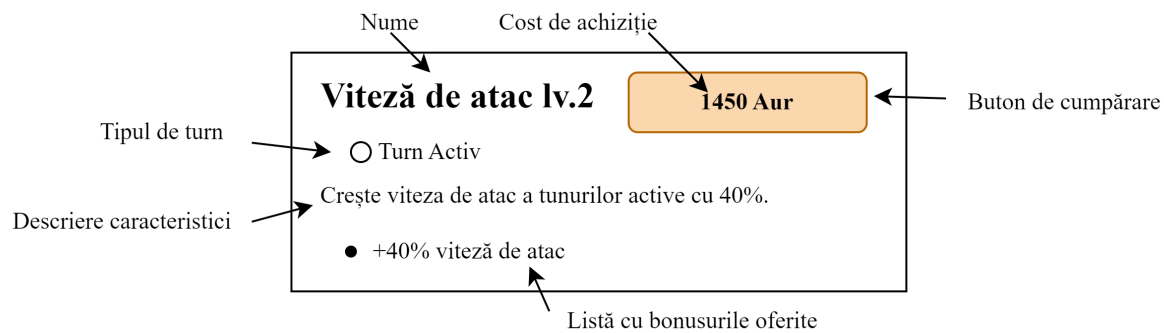 Nume
Cost de achiziție
Viteză de atac lv.2
1450 Aur
Buton de cumpărare
Tipul de turn
Turn Activ
Crește viteza de atac a tunurilor active cu 40%.
Descriere caracteristici
+40% viteză de atac
Listă cu bonusurile oferite